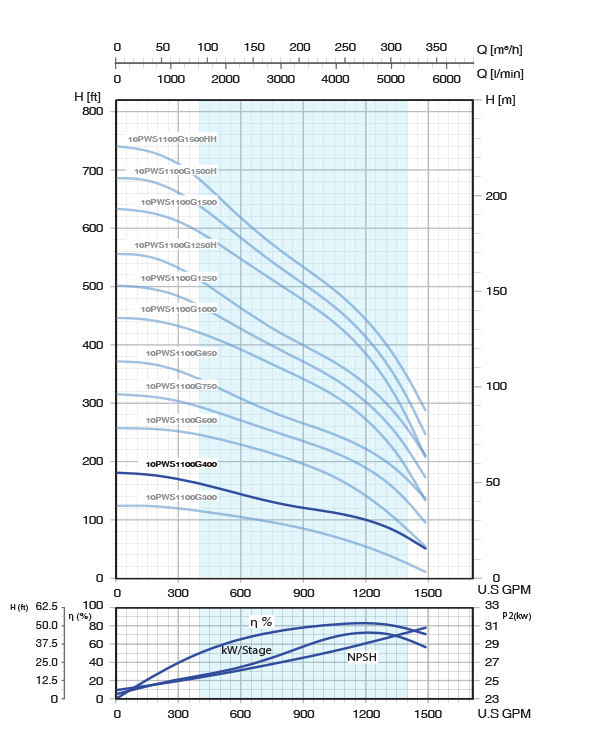 0 50 100 150 200 250 300 350 Q [m³/h]
0 1000 2000 3000 4000 5000 6000 Q [l/min]
H [ft] H [m]
800
10PWS1100G1500HH
700 10PWS1100G1500H
200
10PWS1100G1500
600
10PWS1100G1250H
500 10PWS1100G1250
150
10PWS1100G1000
400
10PWS1100G850
100
10PWS1100G750
300
10PWS1100G600
200
10PWS1100G400
50
10PWS1100G300
100
0 0
0 300 600 900 1200 1500 U.S GPM
H (ft) 62.5 η (%) 100 33 P2(kw)
50.0 80 η % 31
37.5 60 kW/Stage 29
25.0 40 NPSH 27
12.5 20 25
0 0 23
0 300 600 900 1200 1500 U.S GPM